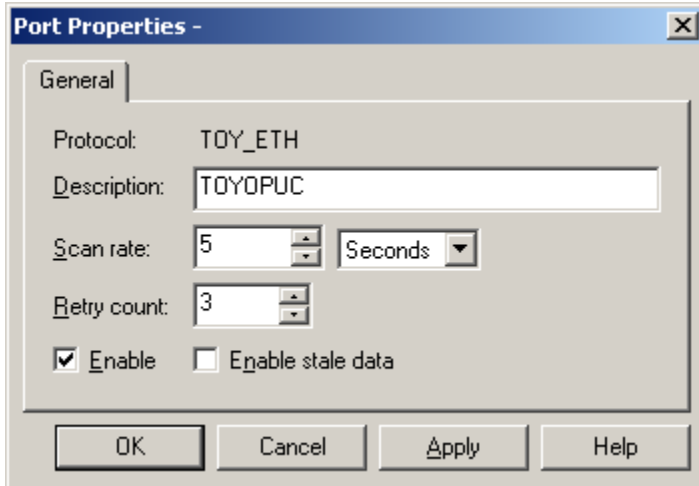 Port Properties -
General
Protocol: TOY_ETH
Description: TOYOPUC
Scan rate: 5 Seconds
Retry count: 3
Enable Enable stale data
OK Cancel Apply Help